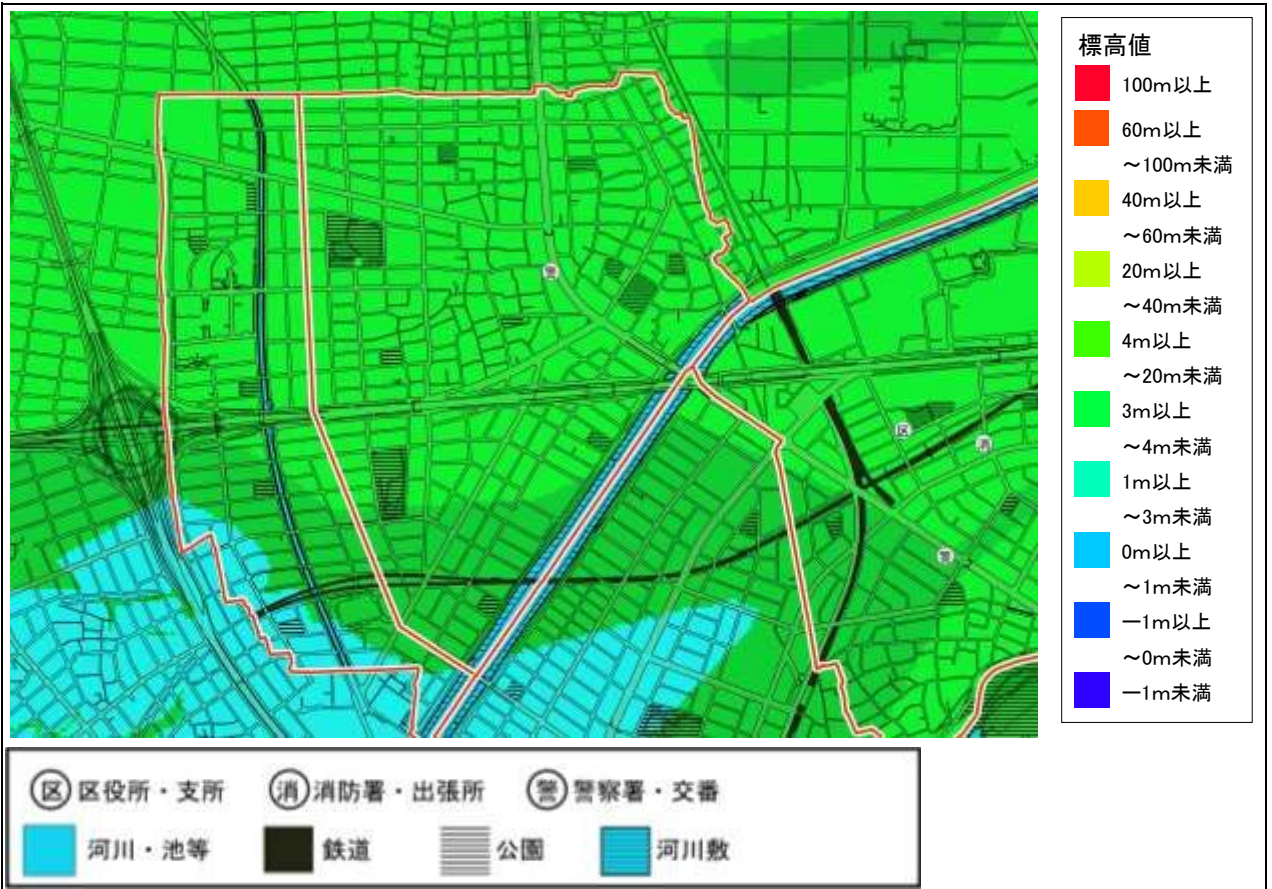 標高値
100m以上
60m以上
～100m未満
40m以上
～60m未満
20m以上
～40m未満
4m以上
～20m未満
3m以上
～4m未満
1m以上
～3m未満
0m以上
～1m未満
－1m以上
～0m未満
－1m未満
警
区
消
警
区 区役所・支所 消 消防署・出張所 警 警察署・交番
河川・池等 鉄道 公園 河川敷